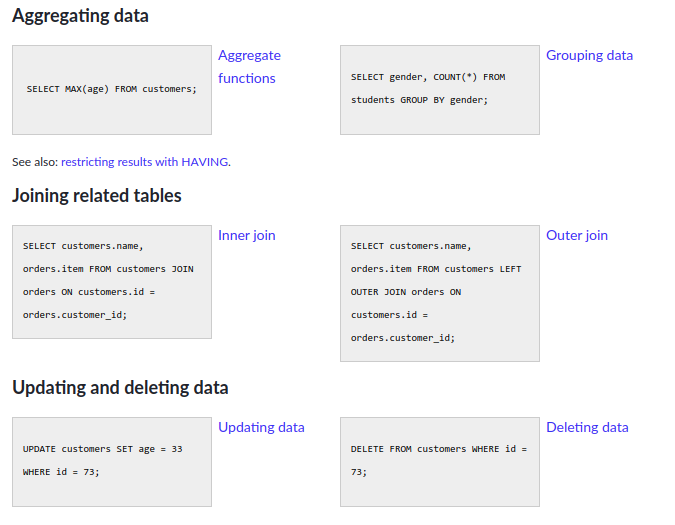 Aggregating data
SELECT MAX(age) FROM customers;
Aggregate
functions
SELECT gender, COUNT(*) FROM
students GROUP BY gender;
Grouping data
See also: restricting results with HAVING.
Joining related tables
SELECT customers.name,
orders.item FROM customers JOIN
orders ON customers.id =
orders.customer_id;
Inner join
SELECT customers.name,
orders.item FROM customers LEFT
OUTER JOIN orders ON
customers.id =
orders.customer_id;
Outer join
Updating and deleting data
UPDATE customers SET age = 33
WHERE id = 73;
Updating data
DELETE FROM customers WHERE id =
73;
Deleting data